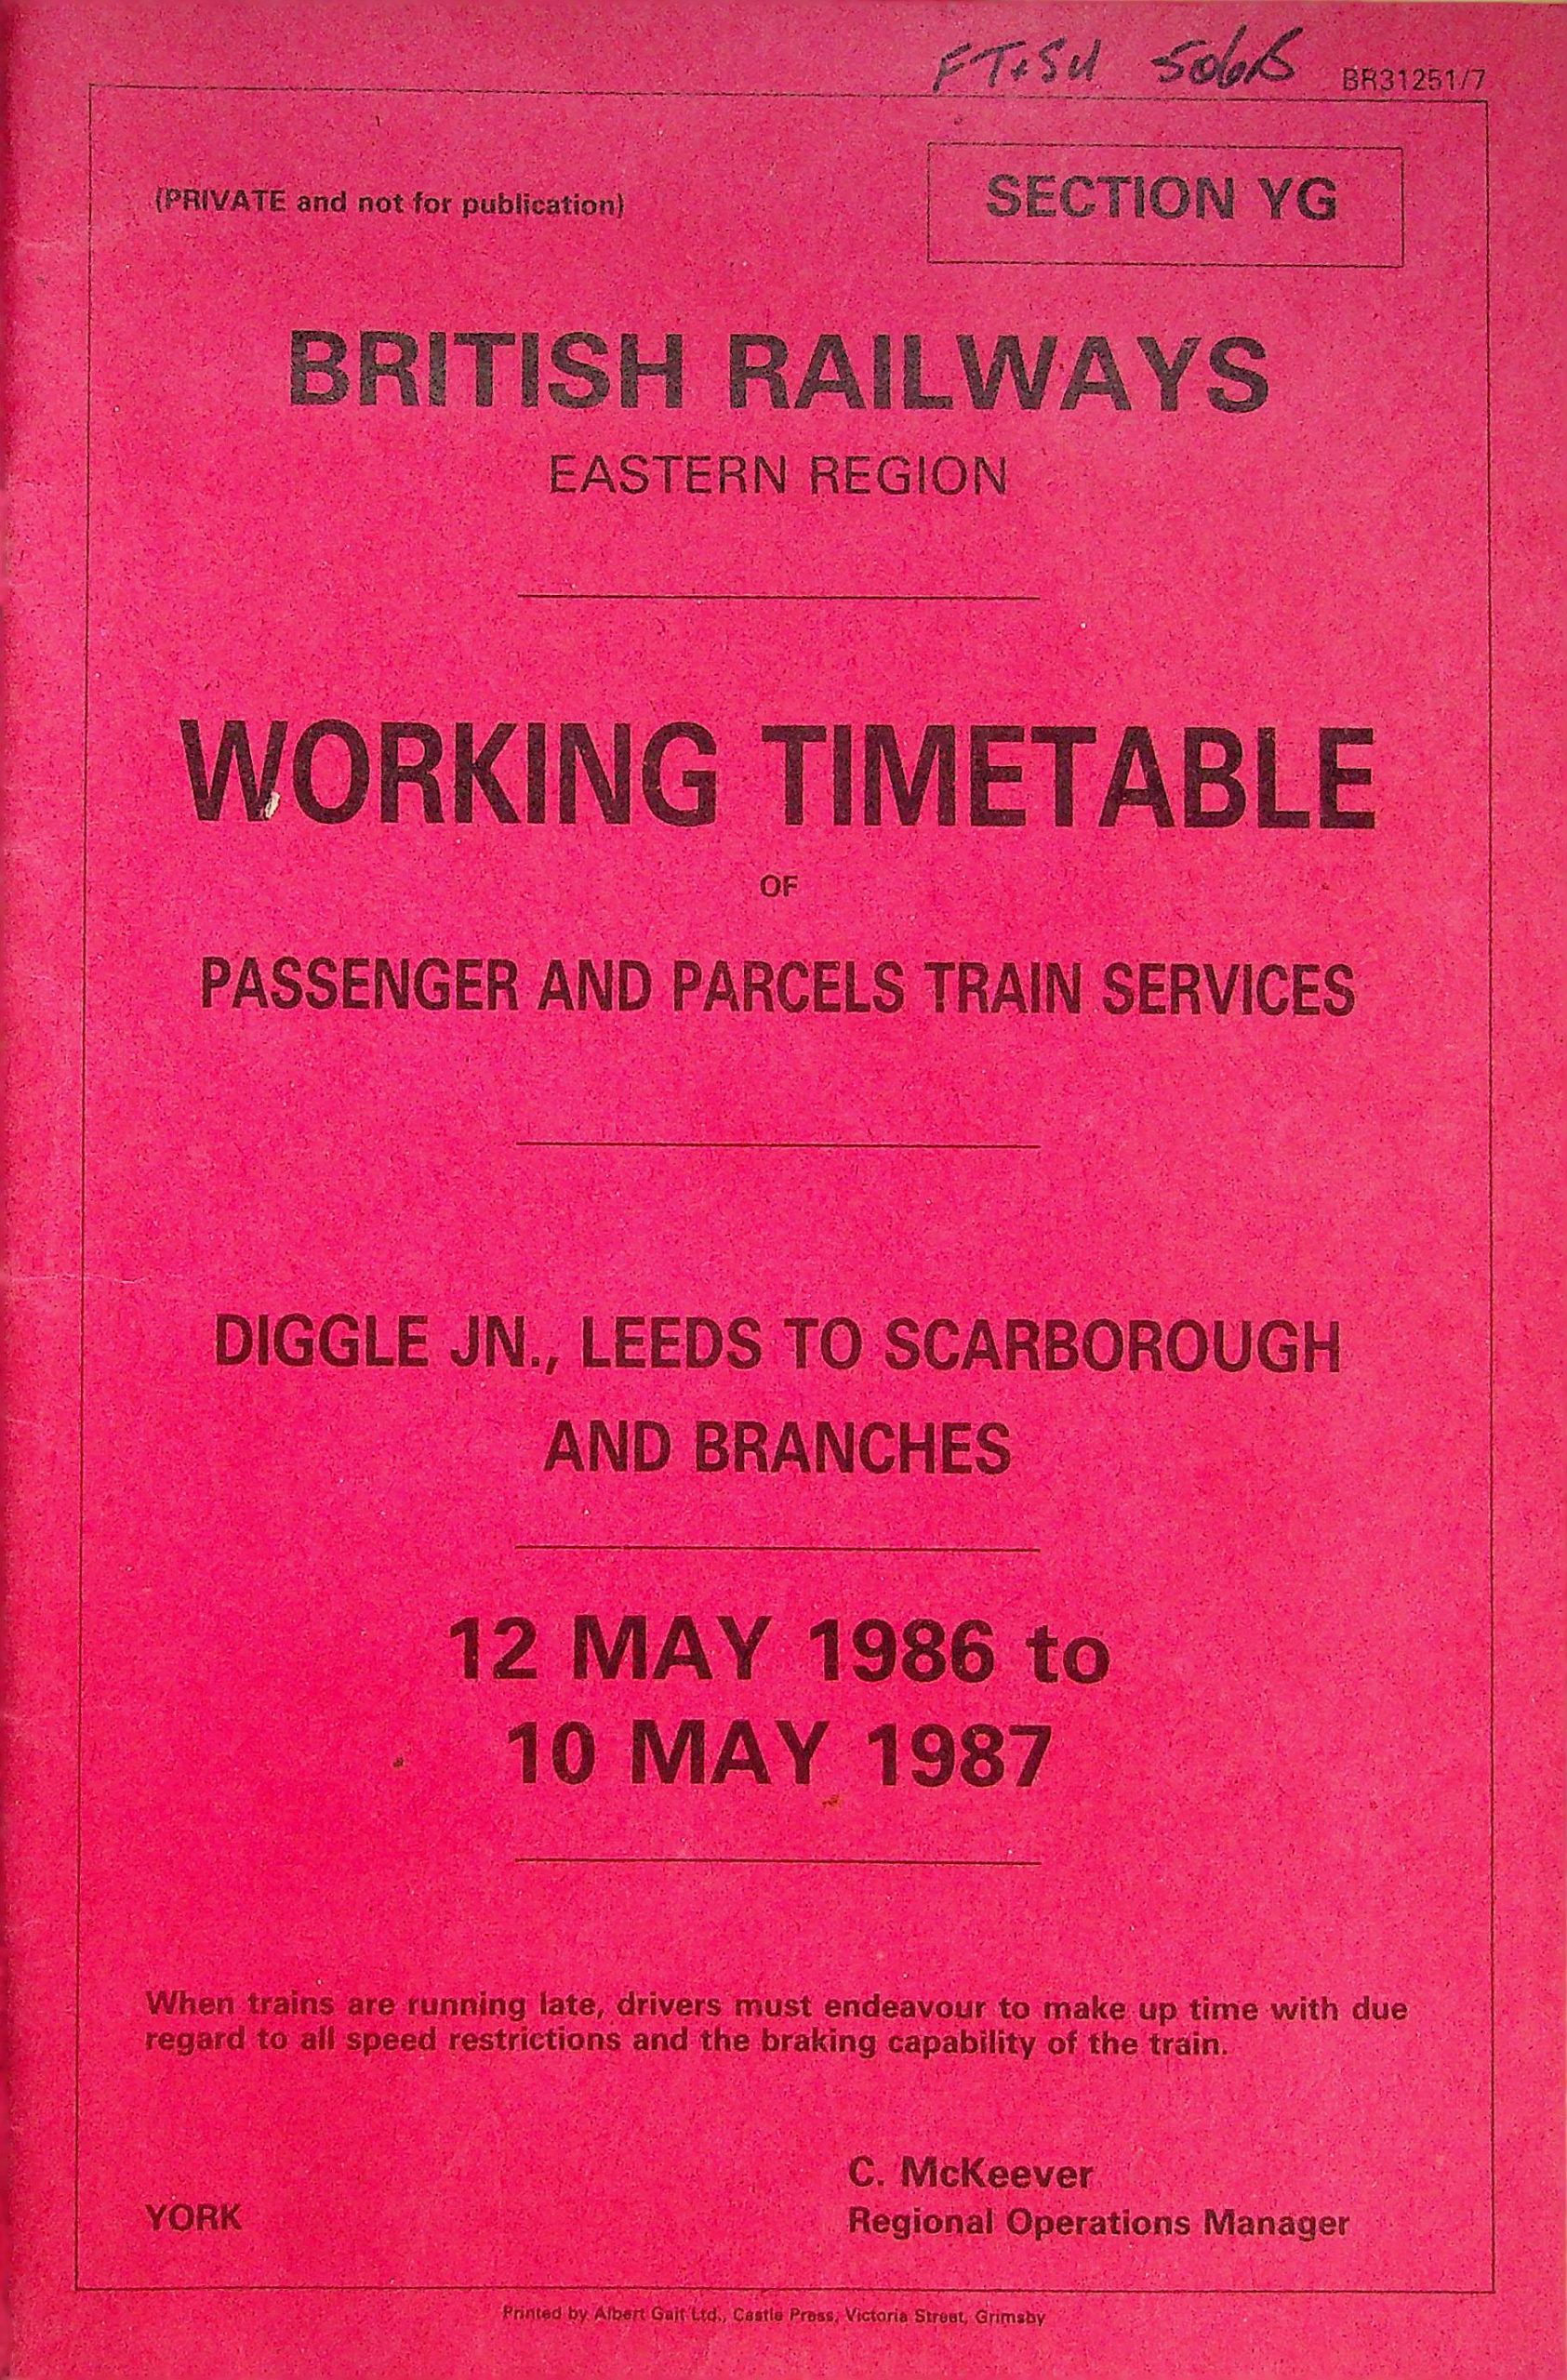 BR31251/7
(PRIVATE and not for publication)
SECTION YG
BRITISH RAILWAYS
EASTERN REGION
WORKING TIMETABLE
OF
PASSENGER AND PARCELS TRAIN SERVICES
DIGGLE JN., LEEDS TO SCARBOROUGH
AND BRANCHES
12 MAY 1986 to
10 MAY 1987
When trains are running late, drivers must endeavour to make up time with due
regard to all speed restrictions and the braking capability of the train.
C. McKeever
YORK
Regional Operations Manager
Printed by Albert Gait Ltd., Castle Press, Victoria Street, Grimsby